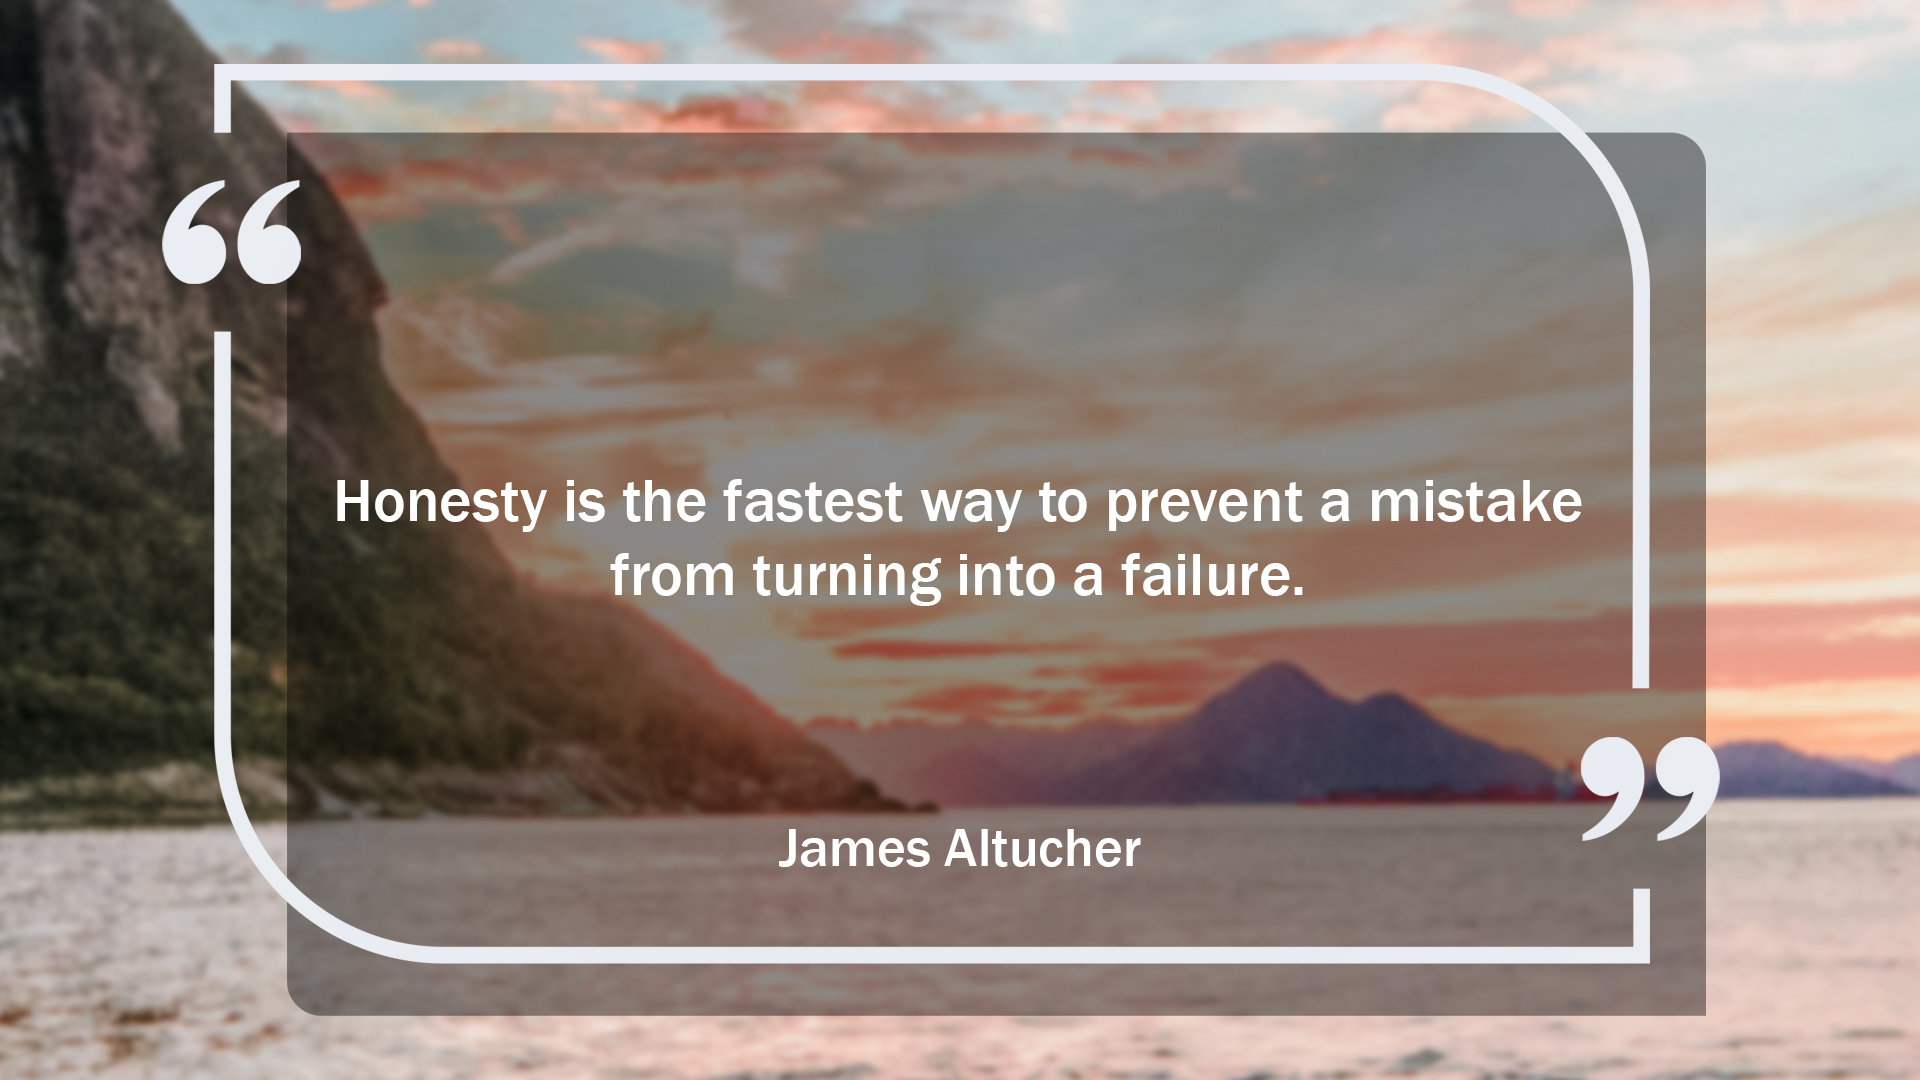 Honesty is the fastest way to prevent a mistake
from turning into a failure.
James Altucher